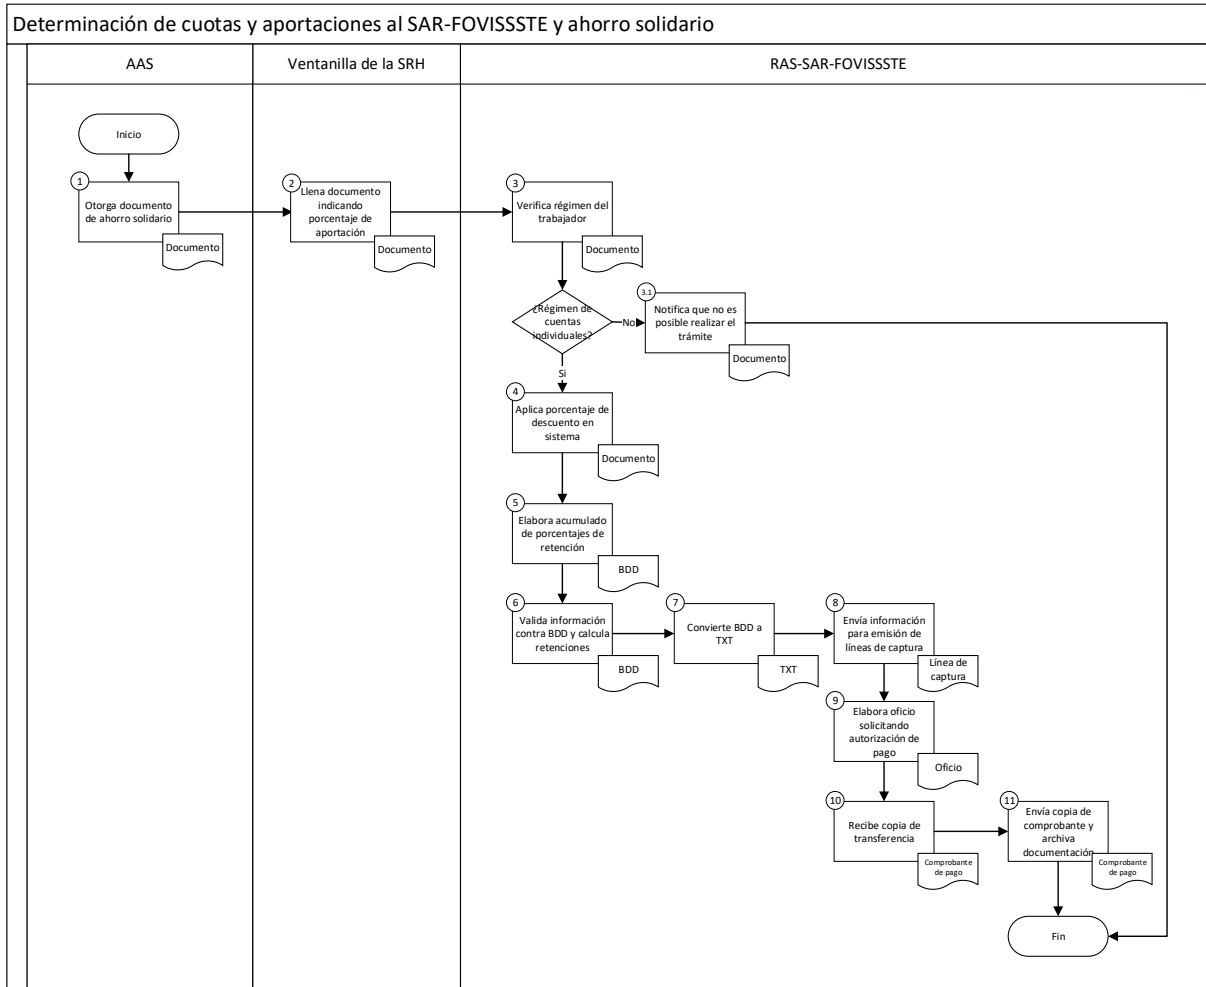 Determinación de cuotas y aportaciones al SAR-FOVISSSTE y ahorro solidario
AAS
Ventanilla de la SRH
RAS-SAR-FOVISSSTE
Inicio
1
Otorga documento
de ahorro solidario
Documento
2
Llena documento
indicando
porcentaje de
aportación
Documento
3
Verifica régimen del
trabajador
Documento
¿Régimen de
cuentas
individuales?
No
3.1
Notifica que no es
posible realizar el
trámite
Documento
Si
4
Aplica porcentaje de
descuento en
sistema
Documento
5
Elabora acumulado
de porcentajes de
retención
BDD
6
Valida información
contra BDD y calcula
retenciones
BDD
7
Convierte BDD a
TXT
TXT
8
Envía información
para emisión de
líneas de captura
Línea de
captura
9
Elabora oficio
solicitando
autorización de
pago
Oficio
10
Recibe copia de
transferencia
Comprobante
de pago
11
Envía copia de
comprobante y
archiva
documentación
Comprobante
de pago
Fin